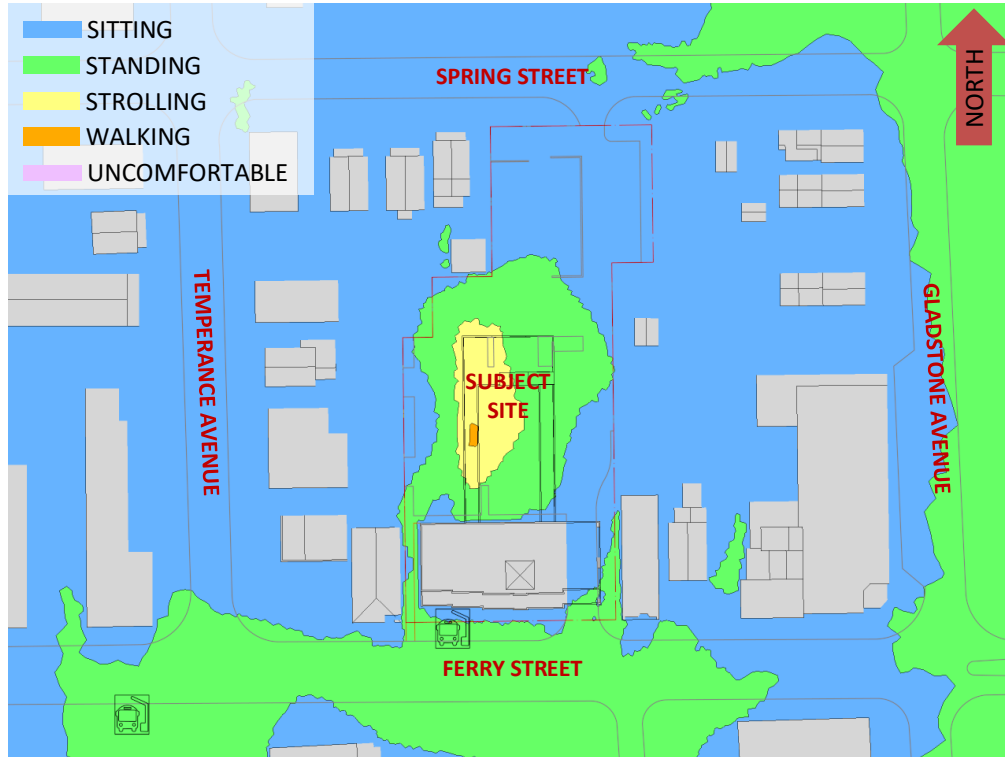 SITTING
STANDING
STROLLING
WALKING
UNCOMFORTABLE
SPRING STREET
NORTH
TEMPERANCE AVENUE
GLADSTONE AVENUE
SUBJECT
SITE
FERRY STREET